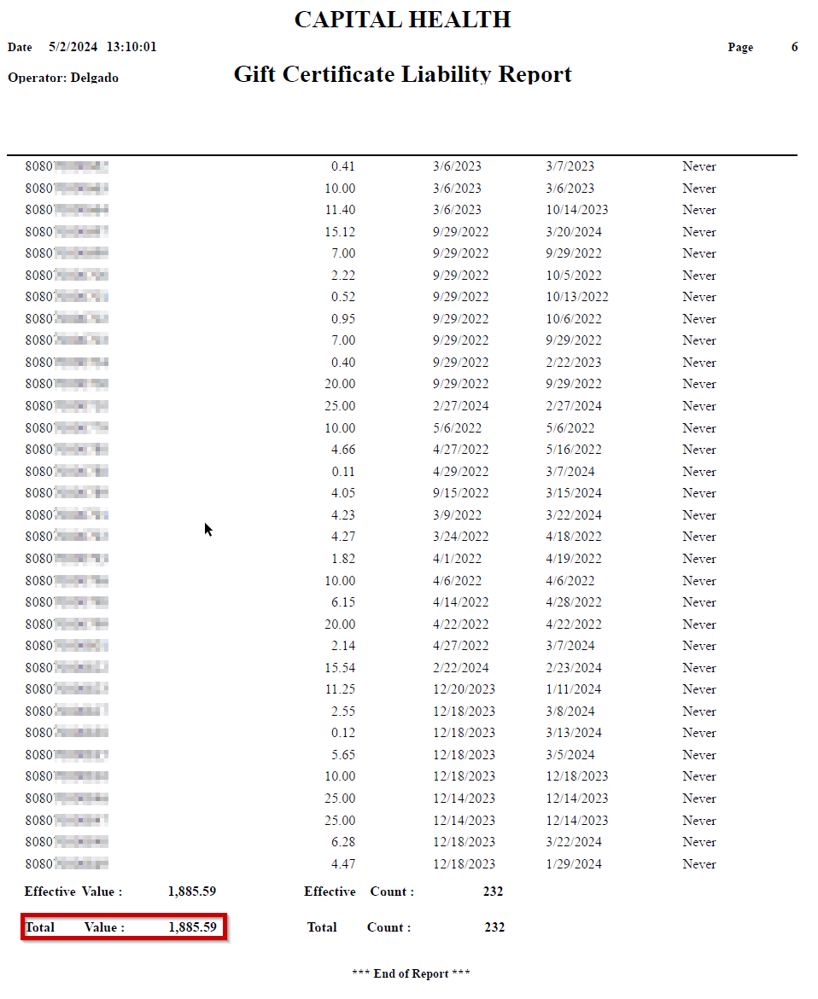 CAPITAL HEALTH
Date 5/2/2024 13:10:01 Page 6
Operator: Delgado Gift Certificate Liability Report
8080 0.41 3/6/2023 3/7/2023 Never
8080 10.00 3/6/2023 3/6/2023 Never
8080 11.40 3/6/2023 10/14/2023 Never
8080 15.12 9/29/2022 3/20/2024 Never
8080 7.00 9/29/2022 9/29/2022 Never
8080 2.22 9/29/2022 10/5/2022 Never
8080 0.52 9/29/2022 10/13/2022 Never
8080 0.95 9/29/2022 10/6/2022 Never
8080 7.00 9/29/2022 9/29/2022 Never
8080 0.40 9/29/2022 2/22/2023 Never
8080 20.00 9/29/2022 9/29/2022 Never
8080 25.00 2/27/2024 2/27/2024 Never
8080 10.00 5/6/2022 5/6/2022 Never
8080 4.66 4/27/2022 5/16/2022 Never
8080 0.11 4/29/2022 3/7/2024 Never
8080 4.05 9/15/2022 3/15/2024 Never
8080 4.23 3/9/2022 3/22/2024 Never
8080 4.27 3/24/2022 4/18/2022 Never
8080 1.82 4/1/2022 4/19/2022 Never
8080 10.00 4/6/2022 4/6/2022 Never
8080 6.15 4/14/2022 4/28/2022 Never
8080 20.00 4/22/2022 4/22/2022 Never
8080 2.14 4/27/2022 3/7/2024 Never
8080 15.54 2/22/2024 2/23/2024 Never
8080 11.25 12/20/2023 1/11/2024 Never
8080 2.55 12/18/2023 3/8/2024 Never
8080 0.12 12/18/2023 3/13/2024 Never
8080 5.65 12/18/2023 3/5/2024 Never
8080 10.00 12/18/2023 12/18/2023 Never
8080 25.00 12/14/2023 12/14/2023 Never
8080 25.00 12/14/2023 12/14/2023 Never
8080 6.28 12/18/2023 3/22/2024 Never
8080 4.47 12/18/2023 1/29/2024 Never
Effective Value : 1,885.59 Effective Count : 232
Total Value : 1,885.59 Total Count : 232
*** End of Report ***